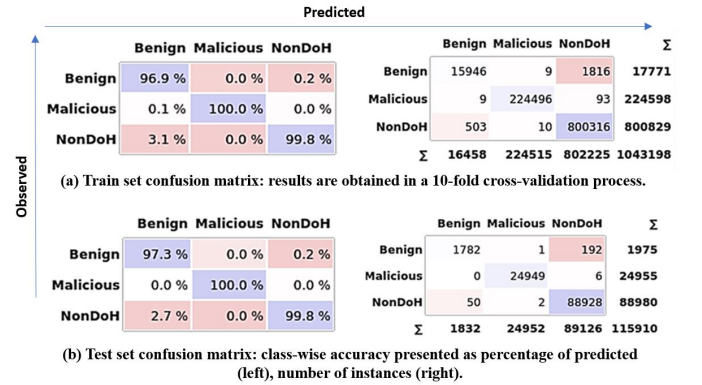 Predicted
Observed
Benign Malicious NonDoH
Benign 96.9 % 0.0 % 0.2 %
Malicious 0.1 % 100.0 % 0.0 %
NonDoH 3.1 % 0.0 % 99.8 %
Benign Malicious NonDoH Σ
Benign 15946 9 1816 17771
Malicious 9 224496 93 224598
NonDoH 503 10 800316 800829
Σ 16458 224515 802225 1043198
(a) Train set confusion matrix: results are obtained in a 10-fold cross-validation process.
Benign Malicious NonDoH
Benign 97.3 % 0.0 % 0.2 %
Malicious 0.0 % 100.0 % 0.0 %
NonDoH 2.7 % 0.0 % 99.8 %
Benign Malicious NonDoH Σ
Benign 1782 1 192 1975
Malicious 0 24949 6 24955
NonDoH 50 2 88928 88980
Σ 1832 24952 89126 115910
(b) Test set confusion matrix: class-wise accuracy presented as percentage of predicted
(left), number of instances (right).